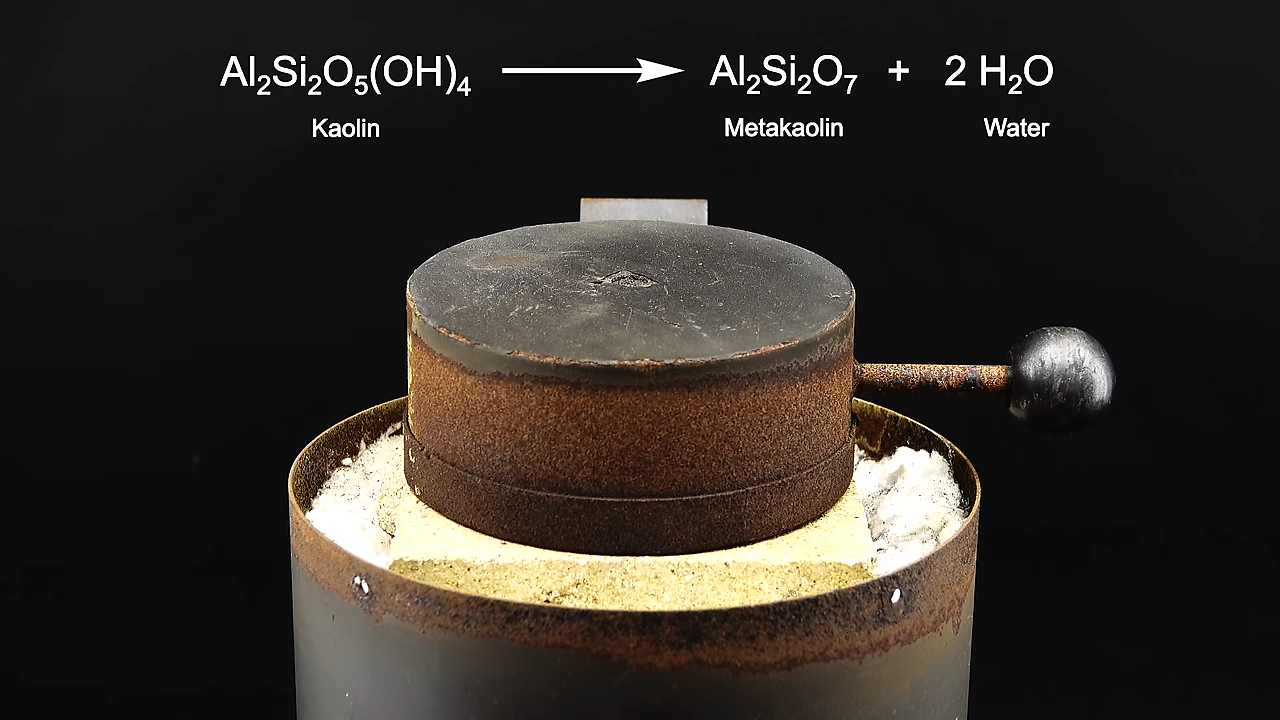 Al₂Si₂O₅(OH)₄ ⟶ Al₂Si₂O₇ + 2 H₂O
Kaolin Metakaolin Water